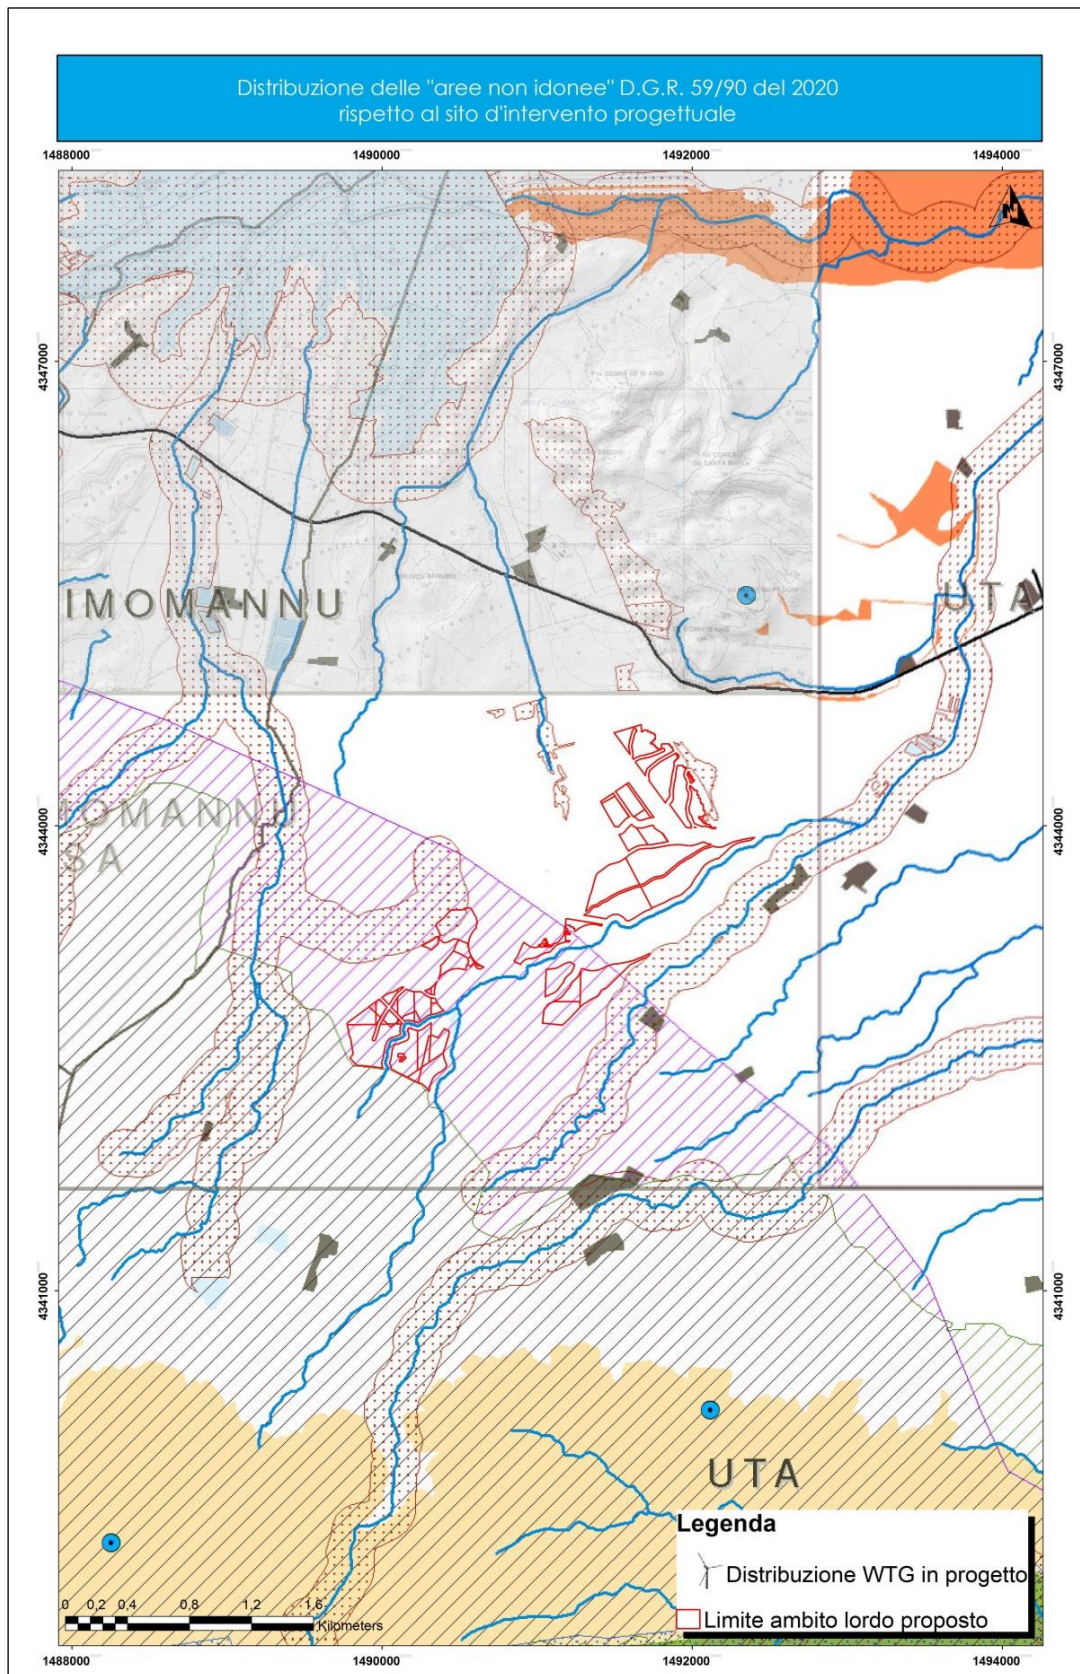 Distribuzione delle "aree non idonee" D.G.R. 59/90 del 2020
rispetto al sito d'intervento progettuale
1488000 1490000 1492000 1494000
4347000 4347000
IMOMANNU
UTA
4344000 4344000
OMANNU
SA
4341000 4341000
UTA
Legenda
Distribuzione WTG in progetto
Limite ambito lordo proposto
0 0,2 0,4 0,8 1,2 1,6
Kilometers
1488000 1490000 1492000 1494000